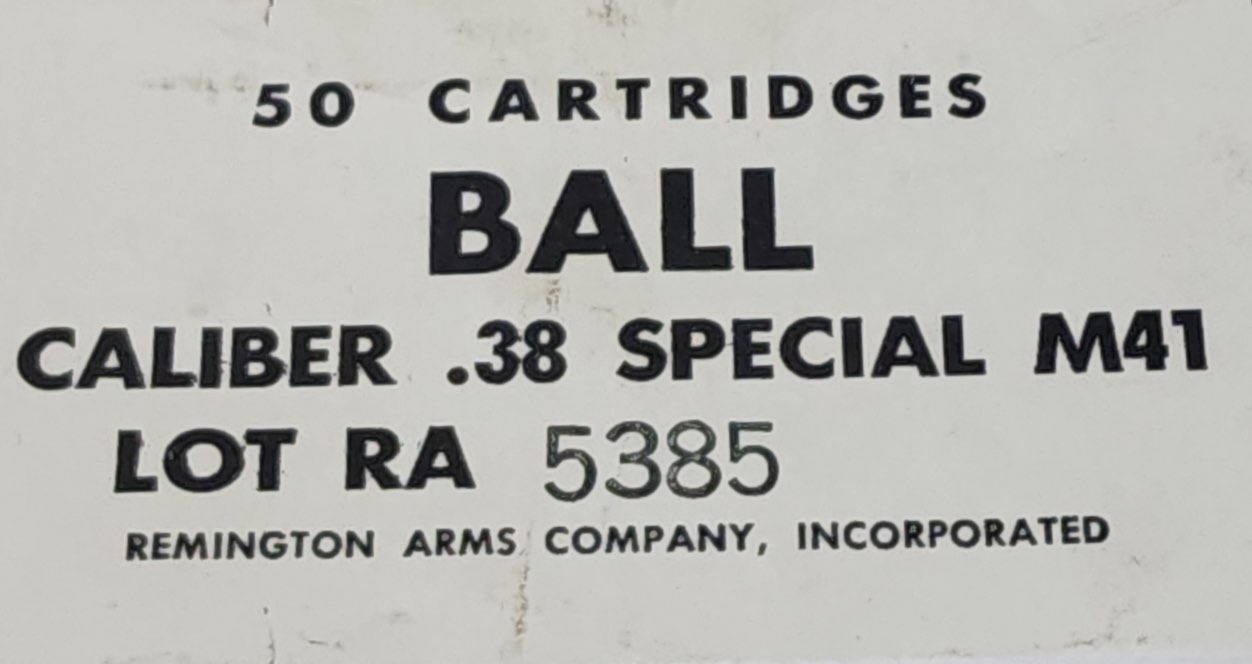 50 CARTRIDGES
BALL
CALIBER .38 SPECIAL M41
LOT RA 5385
REMINGTON ARMS COMPANY, INCORPORATED